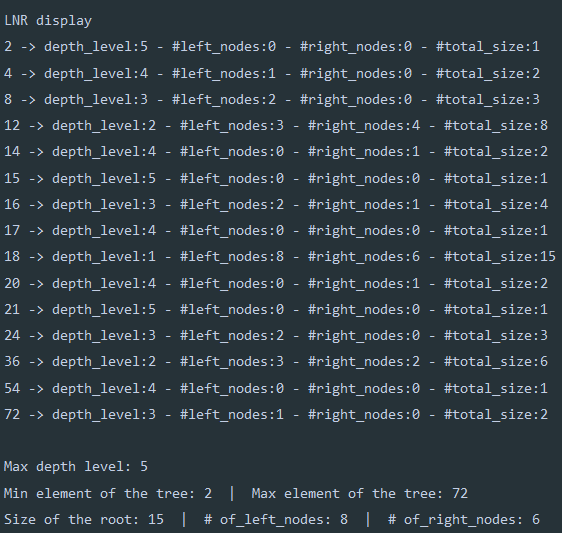 LNR display
2 -> depth_level:5 - #left_nodes:0 - #right_nodes:0 - #total_size:1
4 -> depth_level:4 - #left_nodes:1 - #right_nodes:0 - #total_size:2
8 -> depth_level:3 - #left_nodes:2 - #right_nodes:0 - #total_size:3
12 -> depth_level:2 - #left_nodes:3 - #right_nodes:4 - #total_size:8
14 -> depth_level:4 - #left_nodes:0 - #right_nodes:1 - #total_size:2
15 -> depth_level:5 - #left_nodes:0 - #right_nodes:0 - #total_size:1
16 -> depth_level:3 - #left_nodes:2 - #right_nodes:1 - #total_size:4
17 -> depth_level:4 - #left_nodes:0 - #right_nodes:0 - #total_size:1
18 -> depth_level:1 - #left_nodes:8 - #right_nodes:6 - #total_size:15
20 -> depth_level:4 - #left_nodes:0 - #right_nodes:1 - #total_size:2
21 -> depth_level:5 - #left_nodes:0 - #right_nodes:0 - #total_size:1
24 -> depth_level:3 - #left_nodes:2 - #right_nodes:0 - #total_size:3
36 -> depth_level:2 - #left_nodes:3 - #right_nodes:2 - #total_size:6
54 -> depth_level:4 - #left_nodes:0 - #right_nodes:0 - #total_size:1
72 -> depth_level:3 - #left_nodes:1 - #right_nodes:0 - #total_size:2
Max depth level: 5
Min element of the tree: 2 | Max element of the tree: 72
Size of the root: 15 | # of_left_nodes: 8 | # of_right_nodes: 6